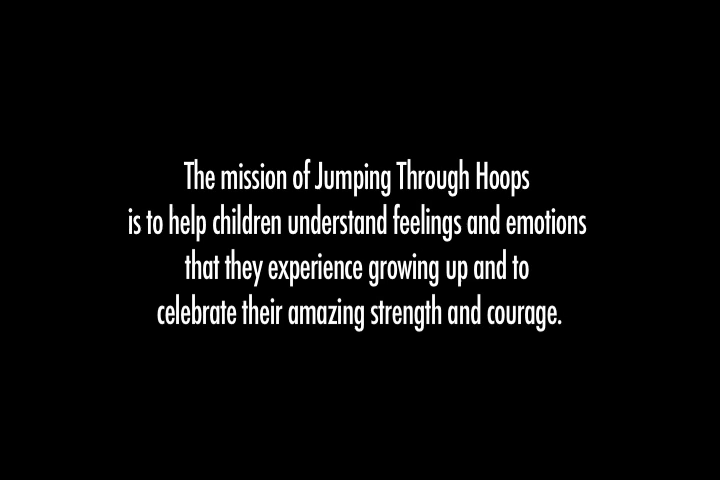 The mission of Jumping Through Hoops
is to help children understand feelings and emotions
that they experience growing up and to
celebrate their amazing strength and courage.